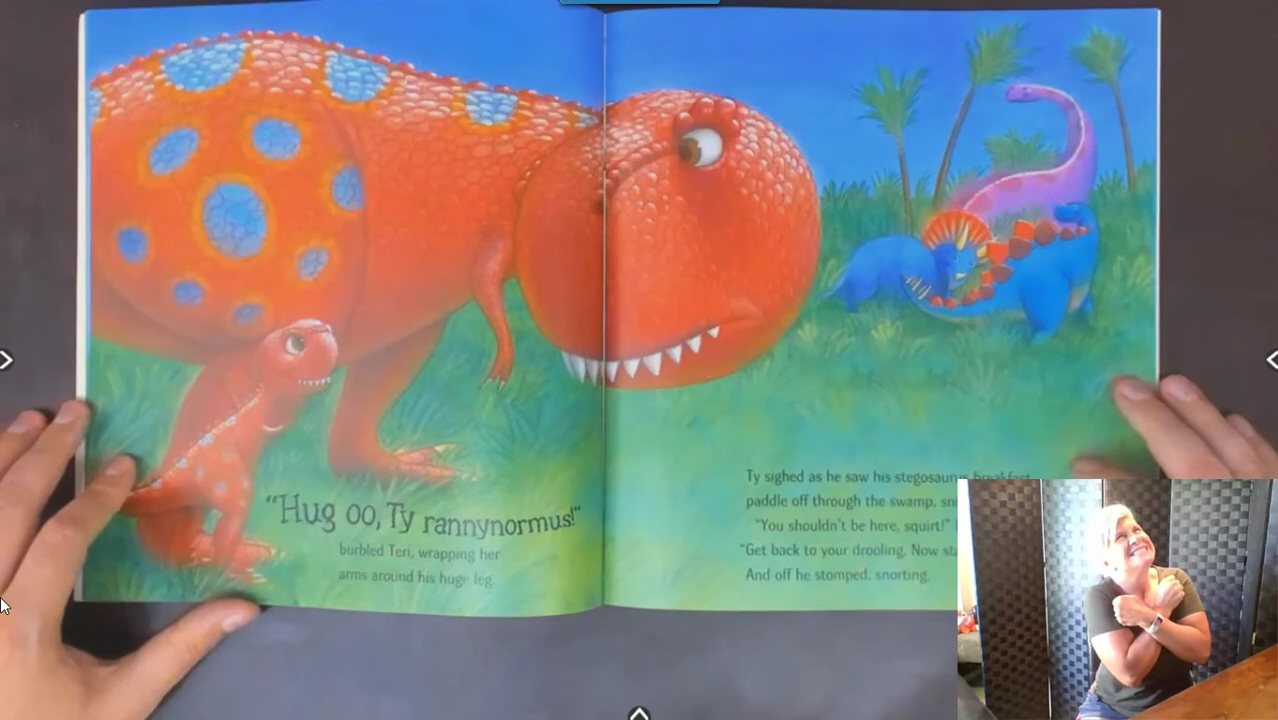 "Hug oo, Ty rannynormus!"
burbled Teri, wrapping her
arms around his huge leg.
Ty sighed as he saw his stegosaurus breakfast
paddle off through the swamp,
"You shouldn't be here, squirt!"
"Get back to your drooling. Now
And off he stomped, snorting.